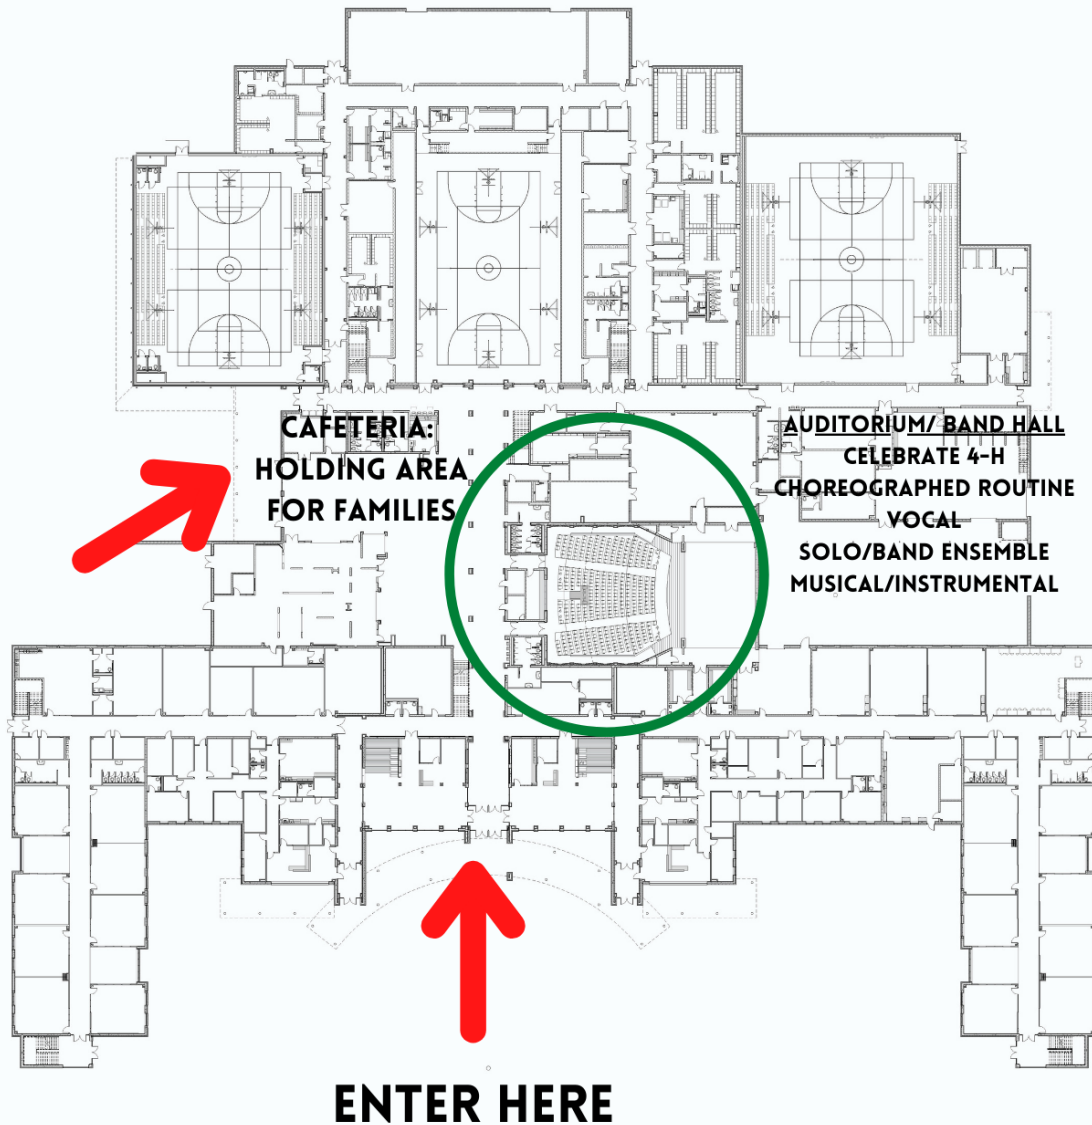 CAFETERIA:
HOLDING AREA
FOR FAMILIES
AUDITORIUM/ BAND HALL
CELEBRATE 4-H
CHOREOGRAPHED ROUTINE
VOCAL
SOLO/BAND ENSEMBLE
MUSICAL/INSTRUMENTAL
ENTER HERE